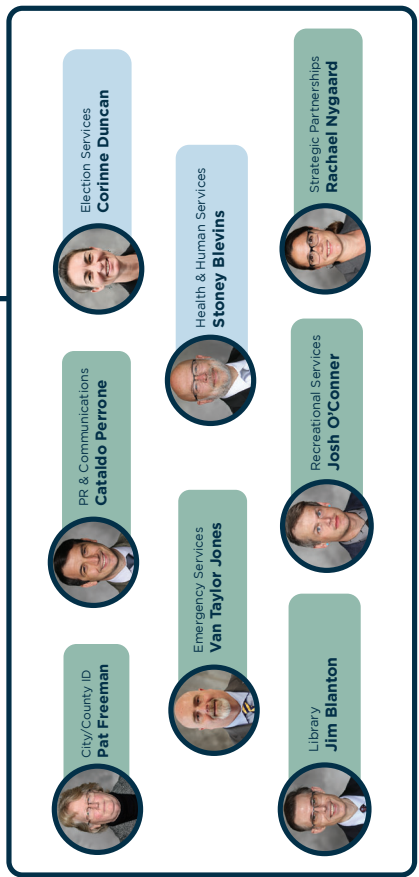 City/County ID
Pat Freeman
PR & Communications
Cataldo Perrone
Election Services
Corinne Duncan
Emergency Services
Van Taylor Jones
Health & Human Services
Stoney Blevins
Library
Jim Blanton
Recreational Services
Josh O’Conner
Strategic Partnerships
Rachael Nygaard